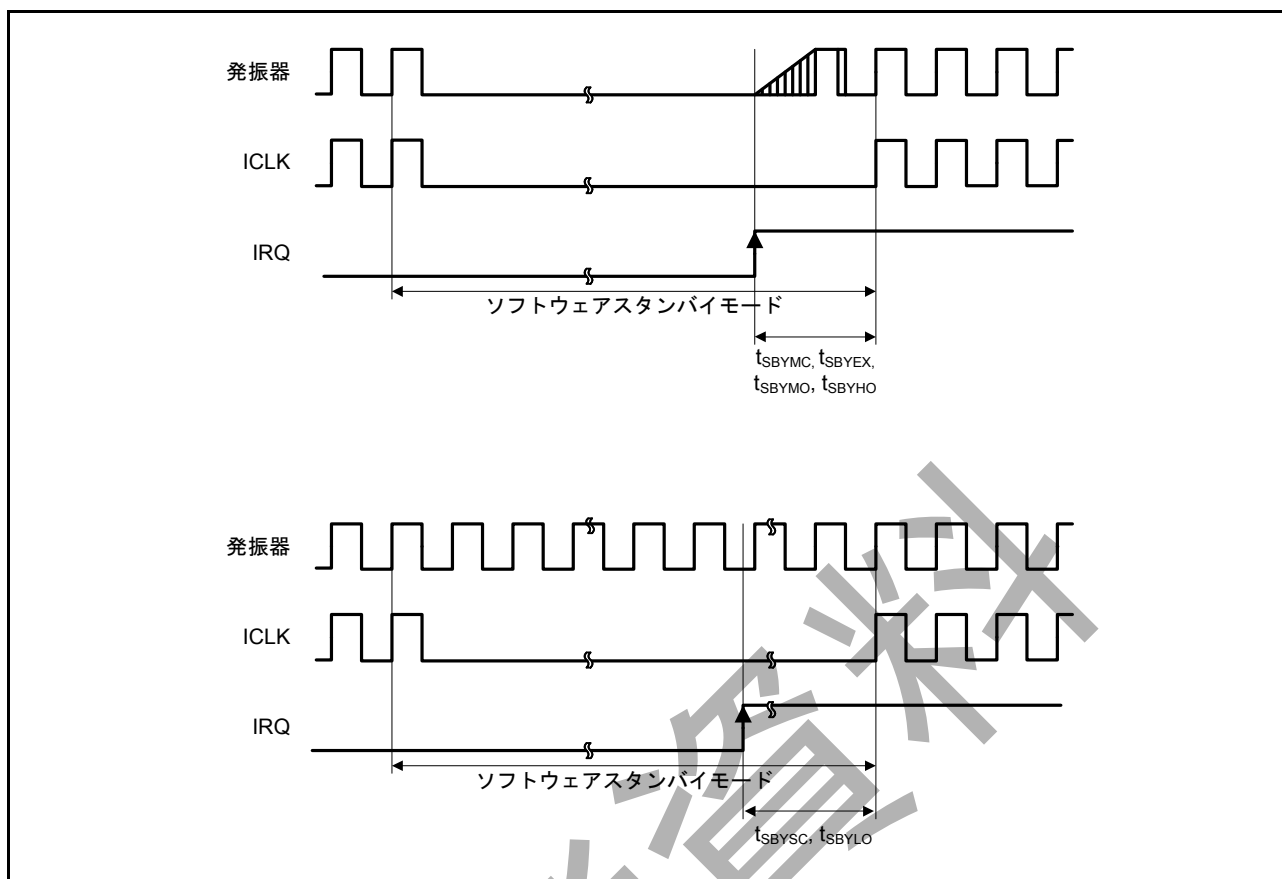 発振器
ICLK
IRQ
ソフトウェアスタンバイモード
tSBYMC, tSBYEX,
tSBYMO, tSBYHO
発振器
ICLK
IRQ
ソフトウェアスタンバイモード
tSBYSC, tSBYLO
資料